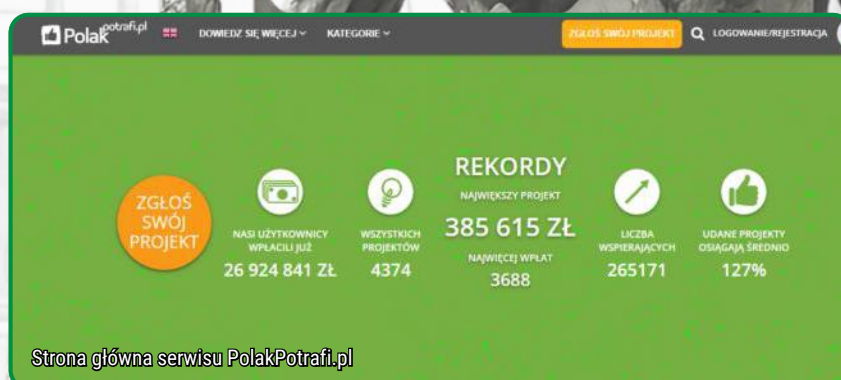 Polakpotrafi.pl DOWIEDZ SIĘ WIĘCEJ KATEGORIE ZGŁOŚ SWÓJ PROJEKT LOGOWANIE/REJESTRACJA
ZGŁOŚ
SWÓJ
PROJEKT
NASI UŻYTKOWNICY
WPŁACILI JUŻ
26 924 841 ZŁ
WSZYSTKICH
PROJEKTÓW
4374
REKORDY
NAJWIĘKSZY PROJEKT
385 615 ZŁ
NAJWIĘCEJ WPŁAT
3688
LICZBA
WSPIERAJĄCYCH
265171
UDANE PROJEKTY
OSIĄGAJĄ ŚREDNIO
127%
Strona główna serwisu PolakPotrafi.pl